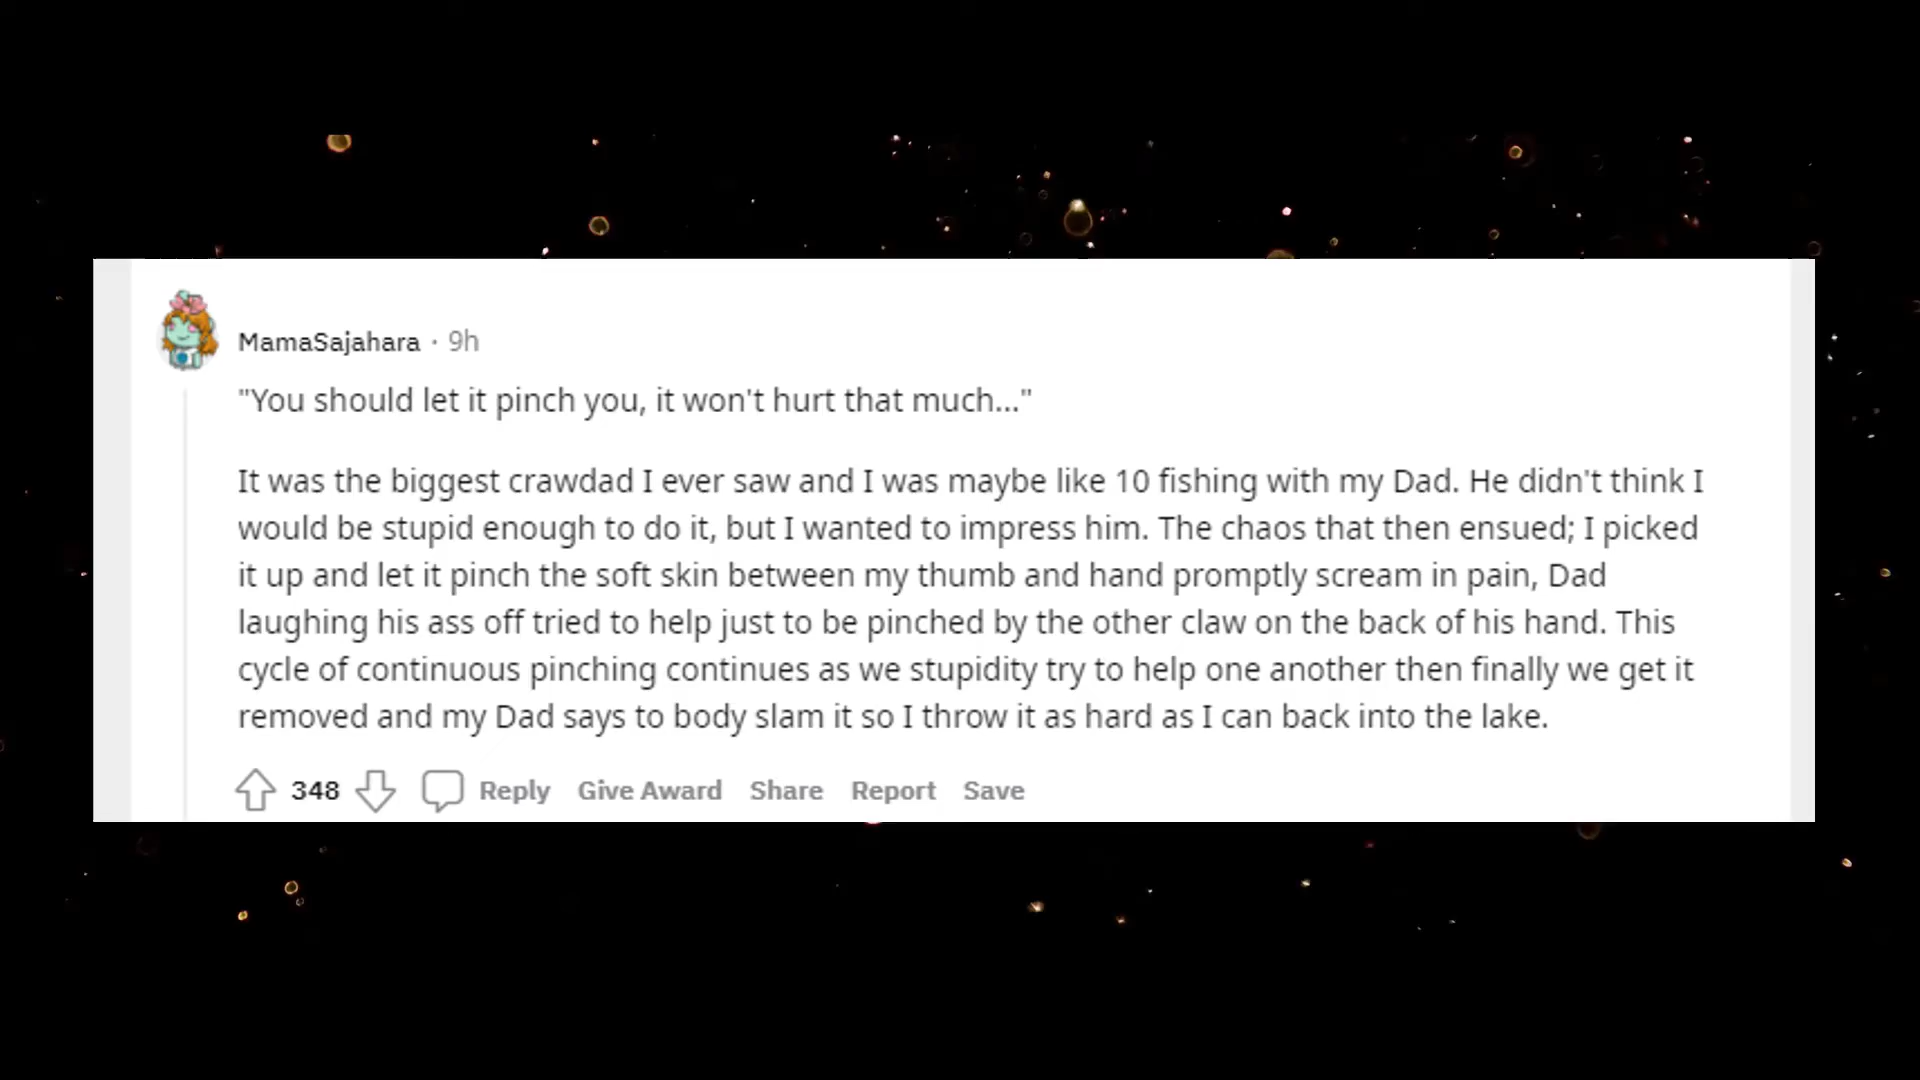 MamaSajahara · 9h
"You should let it pinch you, it won't hurt that much..."
It was the biggest crawdad I ever saw and I was maybe like 10 fishing with my Dad. He didn't think I
would be stupid enough to do it, but I wanted to impress him. The chaos that then ensued; I picked
it up and let it pinch the soft skin between my thumb and hand promptly scream in pain, Dad
laughing his ass off tried to help just to be pinched by the other claw on the back of his hand. This
cycle of continuous pinching continues as we stupidity try to help one another then finally we get it
removed and my Dad says to body slam it so I throw it as hard as I can back into the lake.
348 Reply Give Award Share Report Save